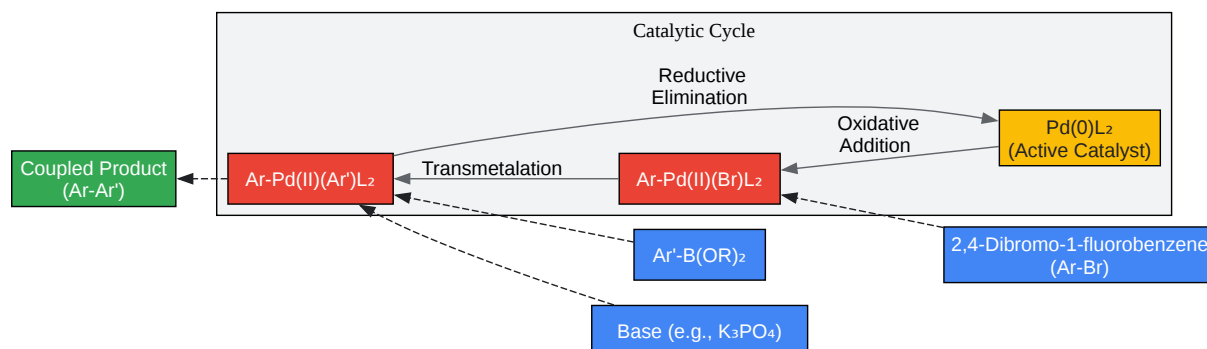 Catalytic Cycle
Reductive
Elimination
Oxidative
Addition
Pd(0)L₂
(Active Catalyst)
Coupled Product
(Ar-Ar')
Ar-Pd(II)(Ar')L₂
Transmetalation
Ar-Pd(II)(Br)L₂
Ar'-B(OR)₂
2,4-Dibromo-1-fluorobenzene
(Ar-Br)
Base (e.g., K₃PO₄)